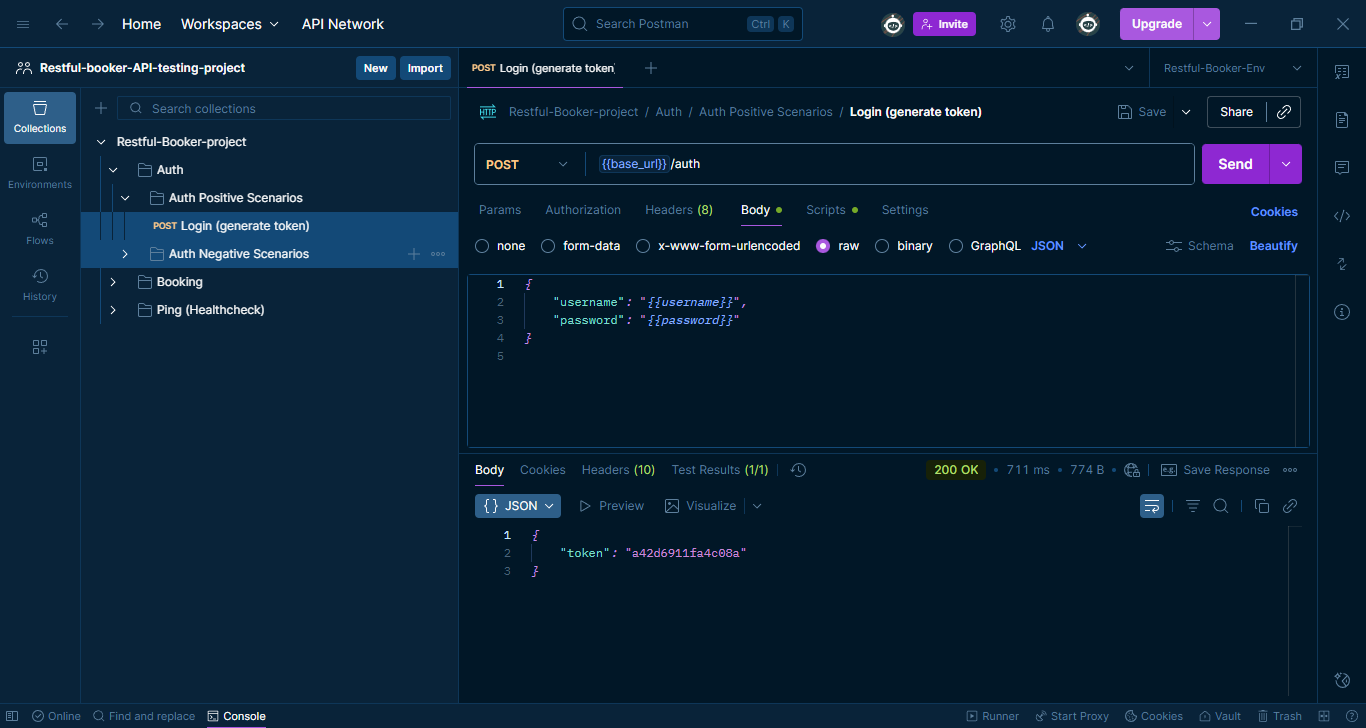 Home Workspaces API Network Search Postman Ctrl K Invite Upgrade
Restful-booker-API-testing-project New Import
POST Login (generate token Restful-Booker-Env
Collections
Environments
Flows
History
Search collections
Restful-Booker-project
Auth
Auth Positive Scenarios
POST Login (generate token)
Auth Negative Scenarios
Booking
Ping (Healthcheck)
HTTP Restful-Booker-project / Auth / Auth Positive Scenarios / Login (generate token) Save Share
POST {{base_url}}/auth Send
Params Authorization Headers (8) Body Scripts Settings Cookies
none form-data x-www-form-urlencoded raw binary GraphQL JSON Schema Beautify
1 {
2 "username": "{{username}}",
3 "password": "{{password}}"
4 }
5
Body Cookies Headers (10) Test Results (1/1) 200 OK • 711 ms • 774 B • e.g. Save Response
{} JSON Preview Visualize
1 {
2 "token": "a42d6911fa4c08a"
3 }
Online Find and replace Console Runner Start Proxy Cookies Vault Trash